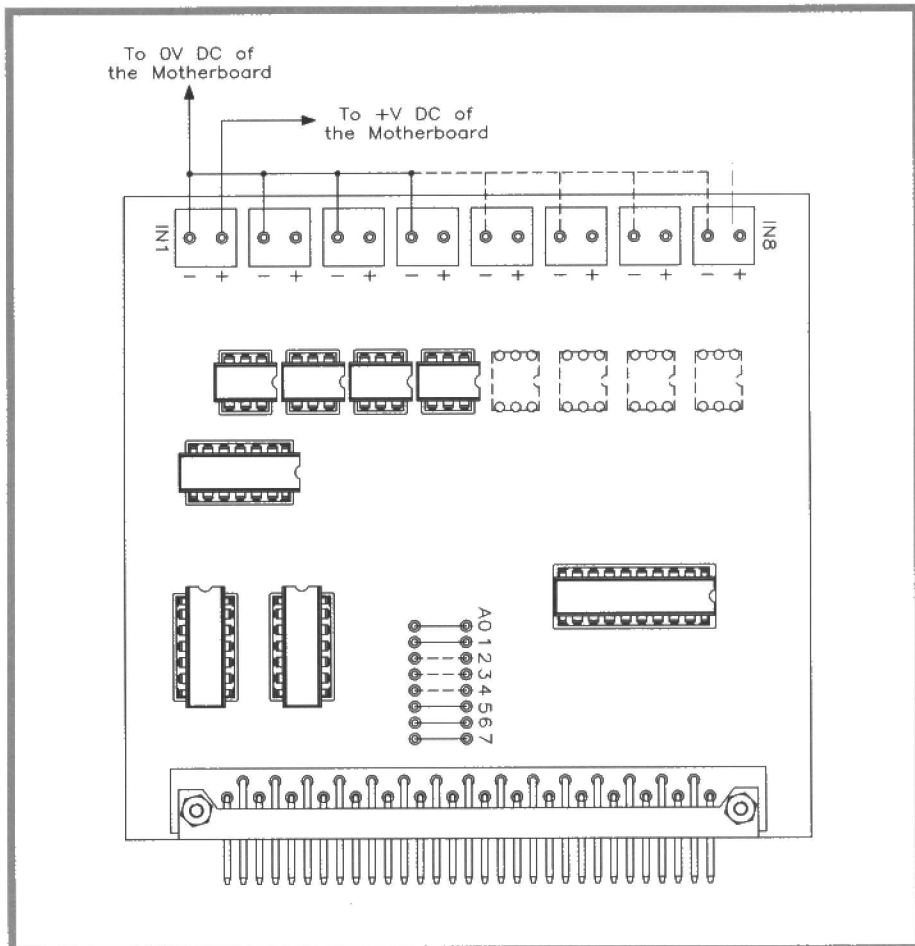 To 0V DC of
the Motherboard
To +V DC of
the Motherboard
IN1
IN8
− + − + − + − + − + − + − + − +
A0
1
2
3
4
5
6
7